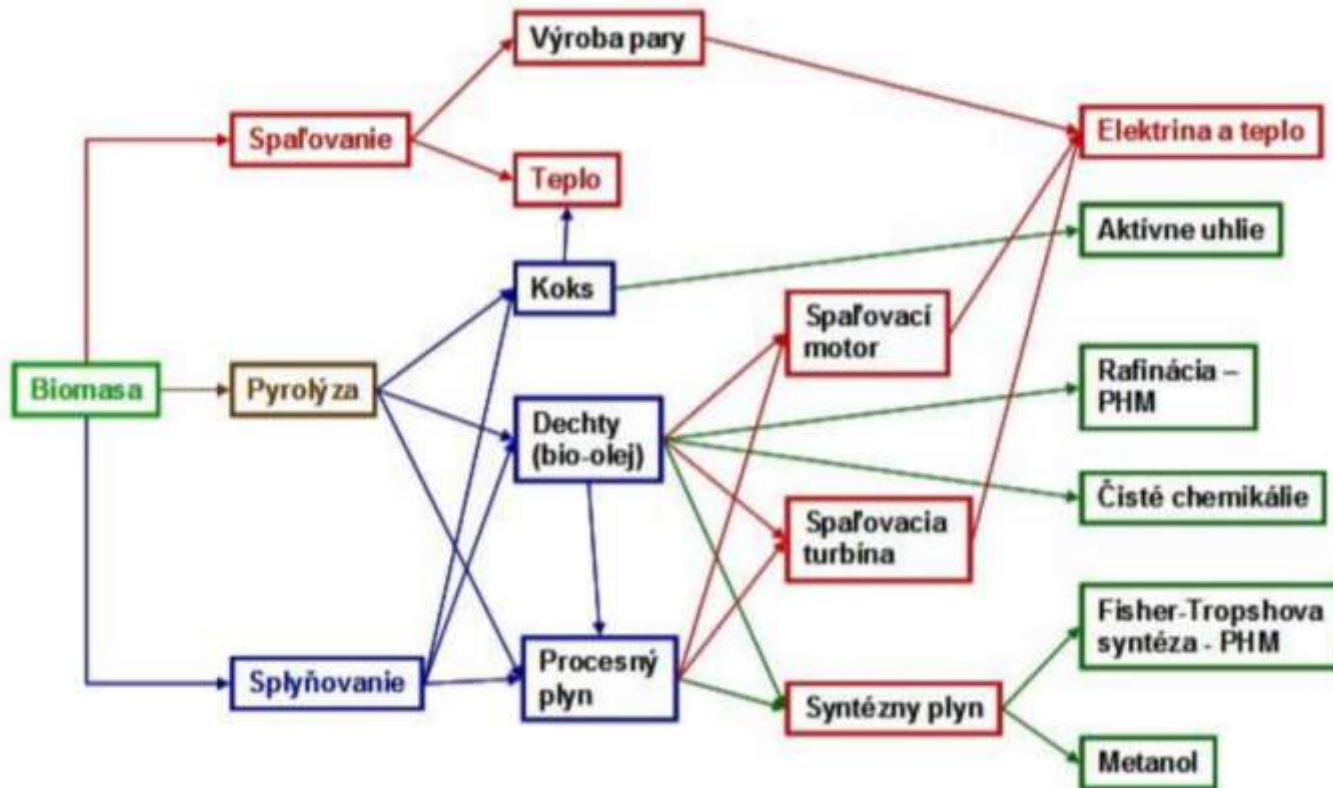 Výroba pary
Spaľovanie
Elektrina a teplo
Teplo
Aktívne uhlie
Koks
Spaľovací
motor
Rafinácia –
PHM
Biomasa
Pyrolýza
Dechty
(bio-olej)
Čisté chemikálie
Spaľovacia
turbína
Fisher-Tropshova
syntéza - PHM
Splyňovanie
Procesný
plyn
Syntézny plyn
Metanol